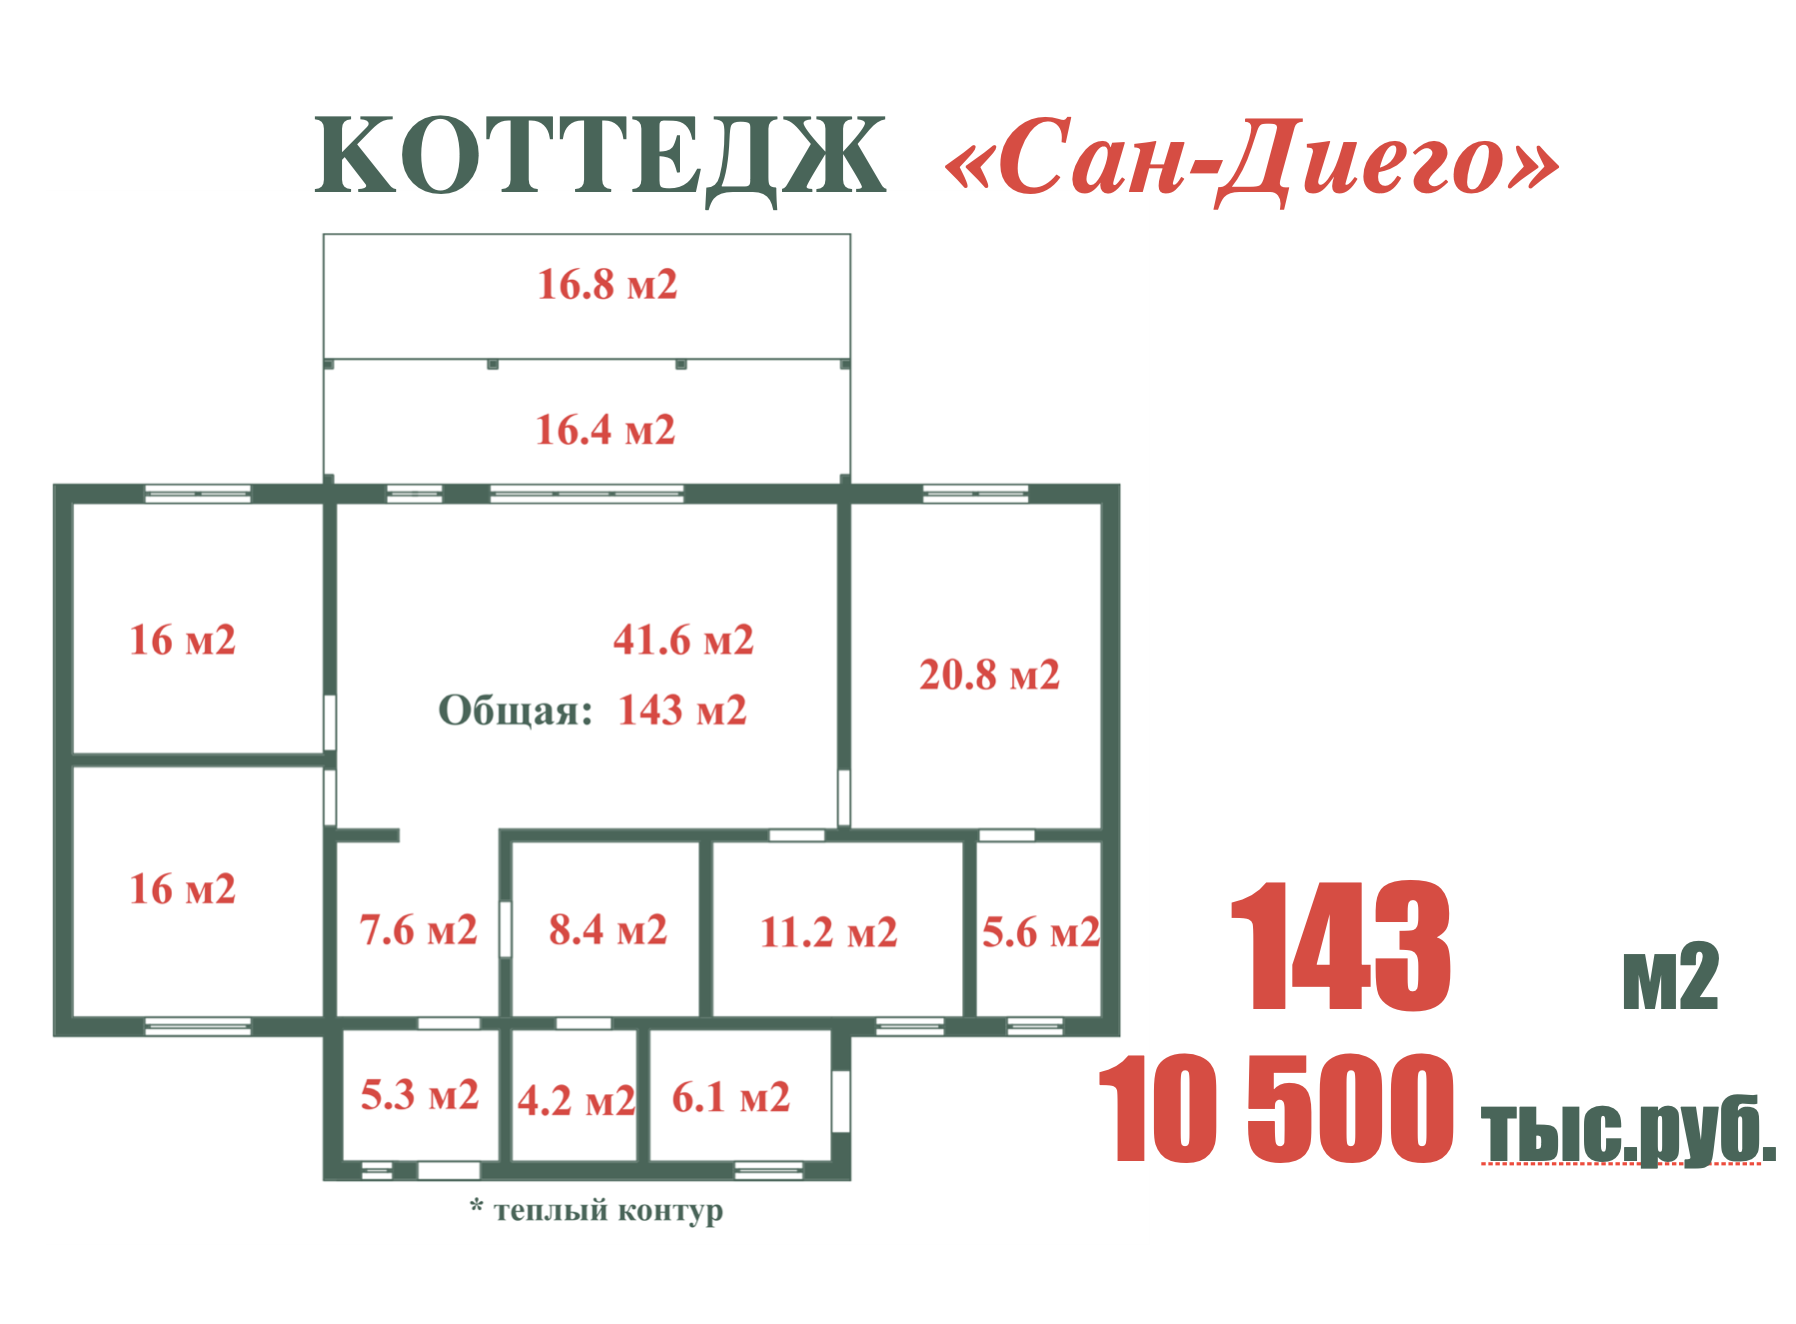 КОТТЕДЖ «Сан-Диего»
16.8 м2
16.4 м2
16 м2
41.6 м2
20.8 м2
Общая: 143 м2
16 м2
7.6 м2
8.4 м2
11.2 м2
5.6 м2
5.3 м2
4.2 м2
6.1 м2
* теплый контур
143 м2
10 500 тыс.руб.